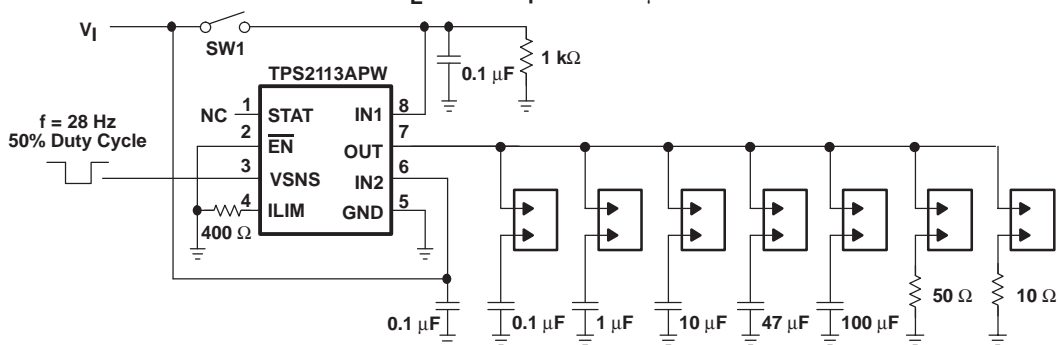 VI
SW1
0.1 µF
1 kΩ
TPS2113APW
NC
1
STAT
IN1
8
f = 28 Hz
50% Duty Cycle
2
EN
OUT
7
3
VSNS
IN2
6
4
ILIM
GND
5
400 Ω
0.1 µF
0.1 µF
1 µF
10 µF
47 µF
100 µF
50 Ω
10 Ω